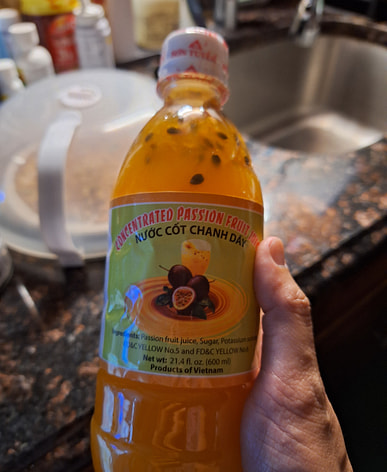 CONCENTRATED PASSION FRUIT
NƯỚC CỐT CHANH DÂY
Ingredients: Passion fruit juice, Sugar, Potassium
FD&C YELLOW No.5 and FD&C YELLOW No.6
Net wt: 21.4 fl. oz (600 ml)
Products of Vietnam